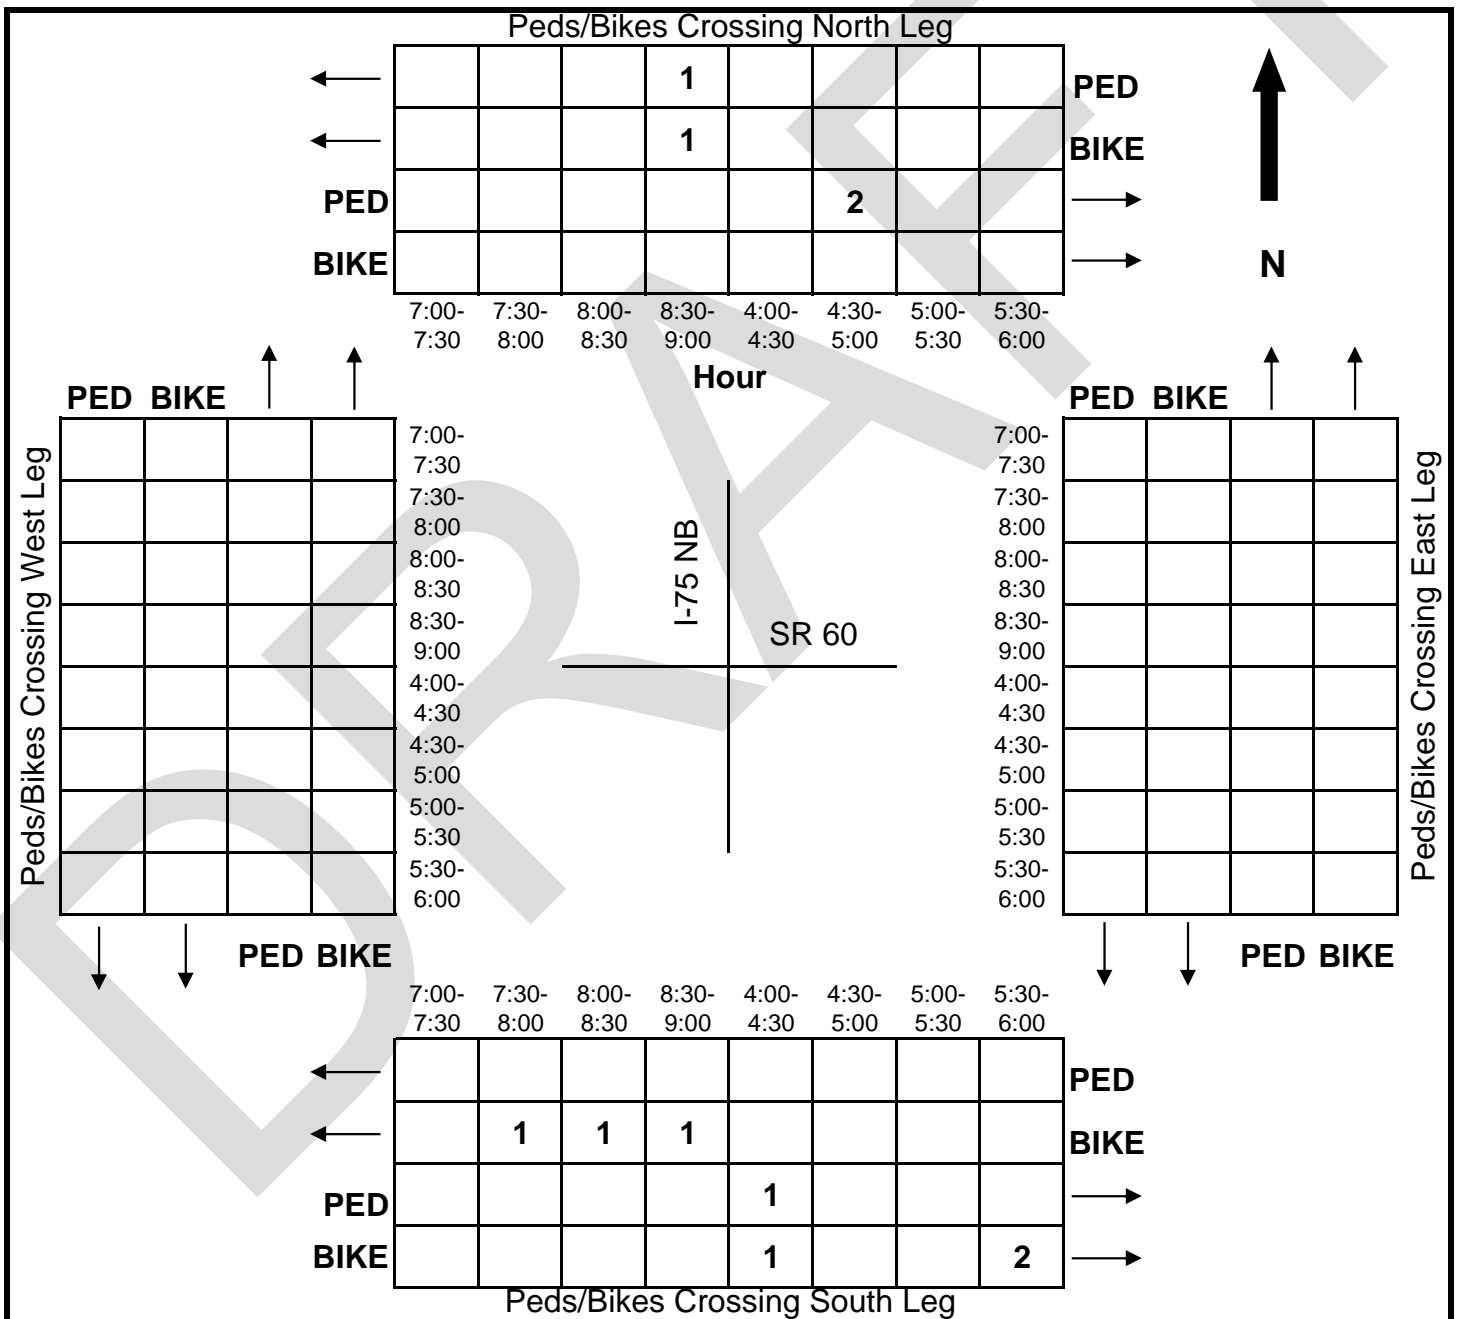 Peds/Bikes Crossing North Leg
1 PED
1 BIKE
PED 2
BIKE
N
7:00- 7:30- 8:00- 8:30- 4:00- 4:30- 5:00- 5:30-
7:30 8:00 8:30 9:00 4:30 5:00 5:30 6:00
Hour
PED BIKE PED BIKE
Peds/Bikes Crossing West Leg
7:00- 7:00-
7:30 7:30
7:30- 7:30-
8:00 8:00
8:00- 8:00-
8:30 8:30
8:30- 8:30-
9:00 9:00
4:00- 4:00-
4:30 4:30
4:30- 4:30-
5:00 5:00
5:00- 5:00-
5:30 5:30
5:30- 5:30-
6:00 6:00
I-75 NB
SR 60
Peds/Bikes Crossing East Leg
PED BIKE PED BIKE
7:00- 7:30- 8:00- 8:30- 4:00- 4:30- 5:00- 5:30-
7:30 8:00 8:30 9:00 4:30 5:00 5:30 6:00
PED
1 1 1 BIKE
PED 1
BIKE 1 2
Peds/Bikes Crossing South Leg
DRAFT